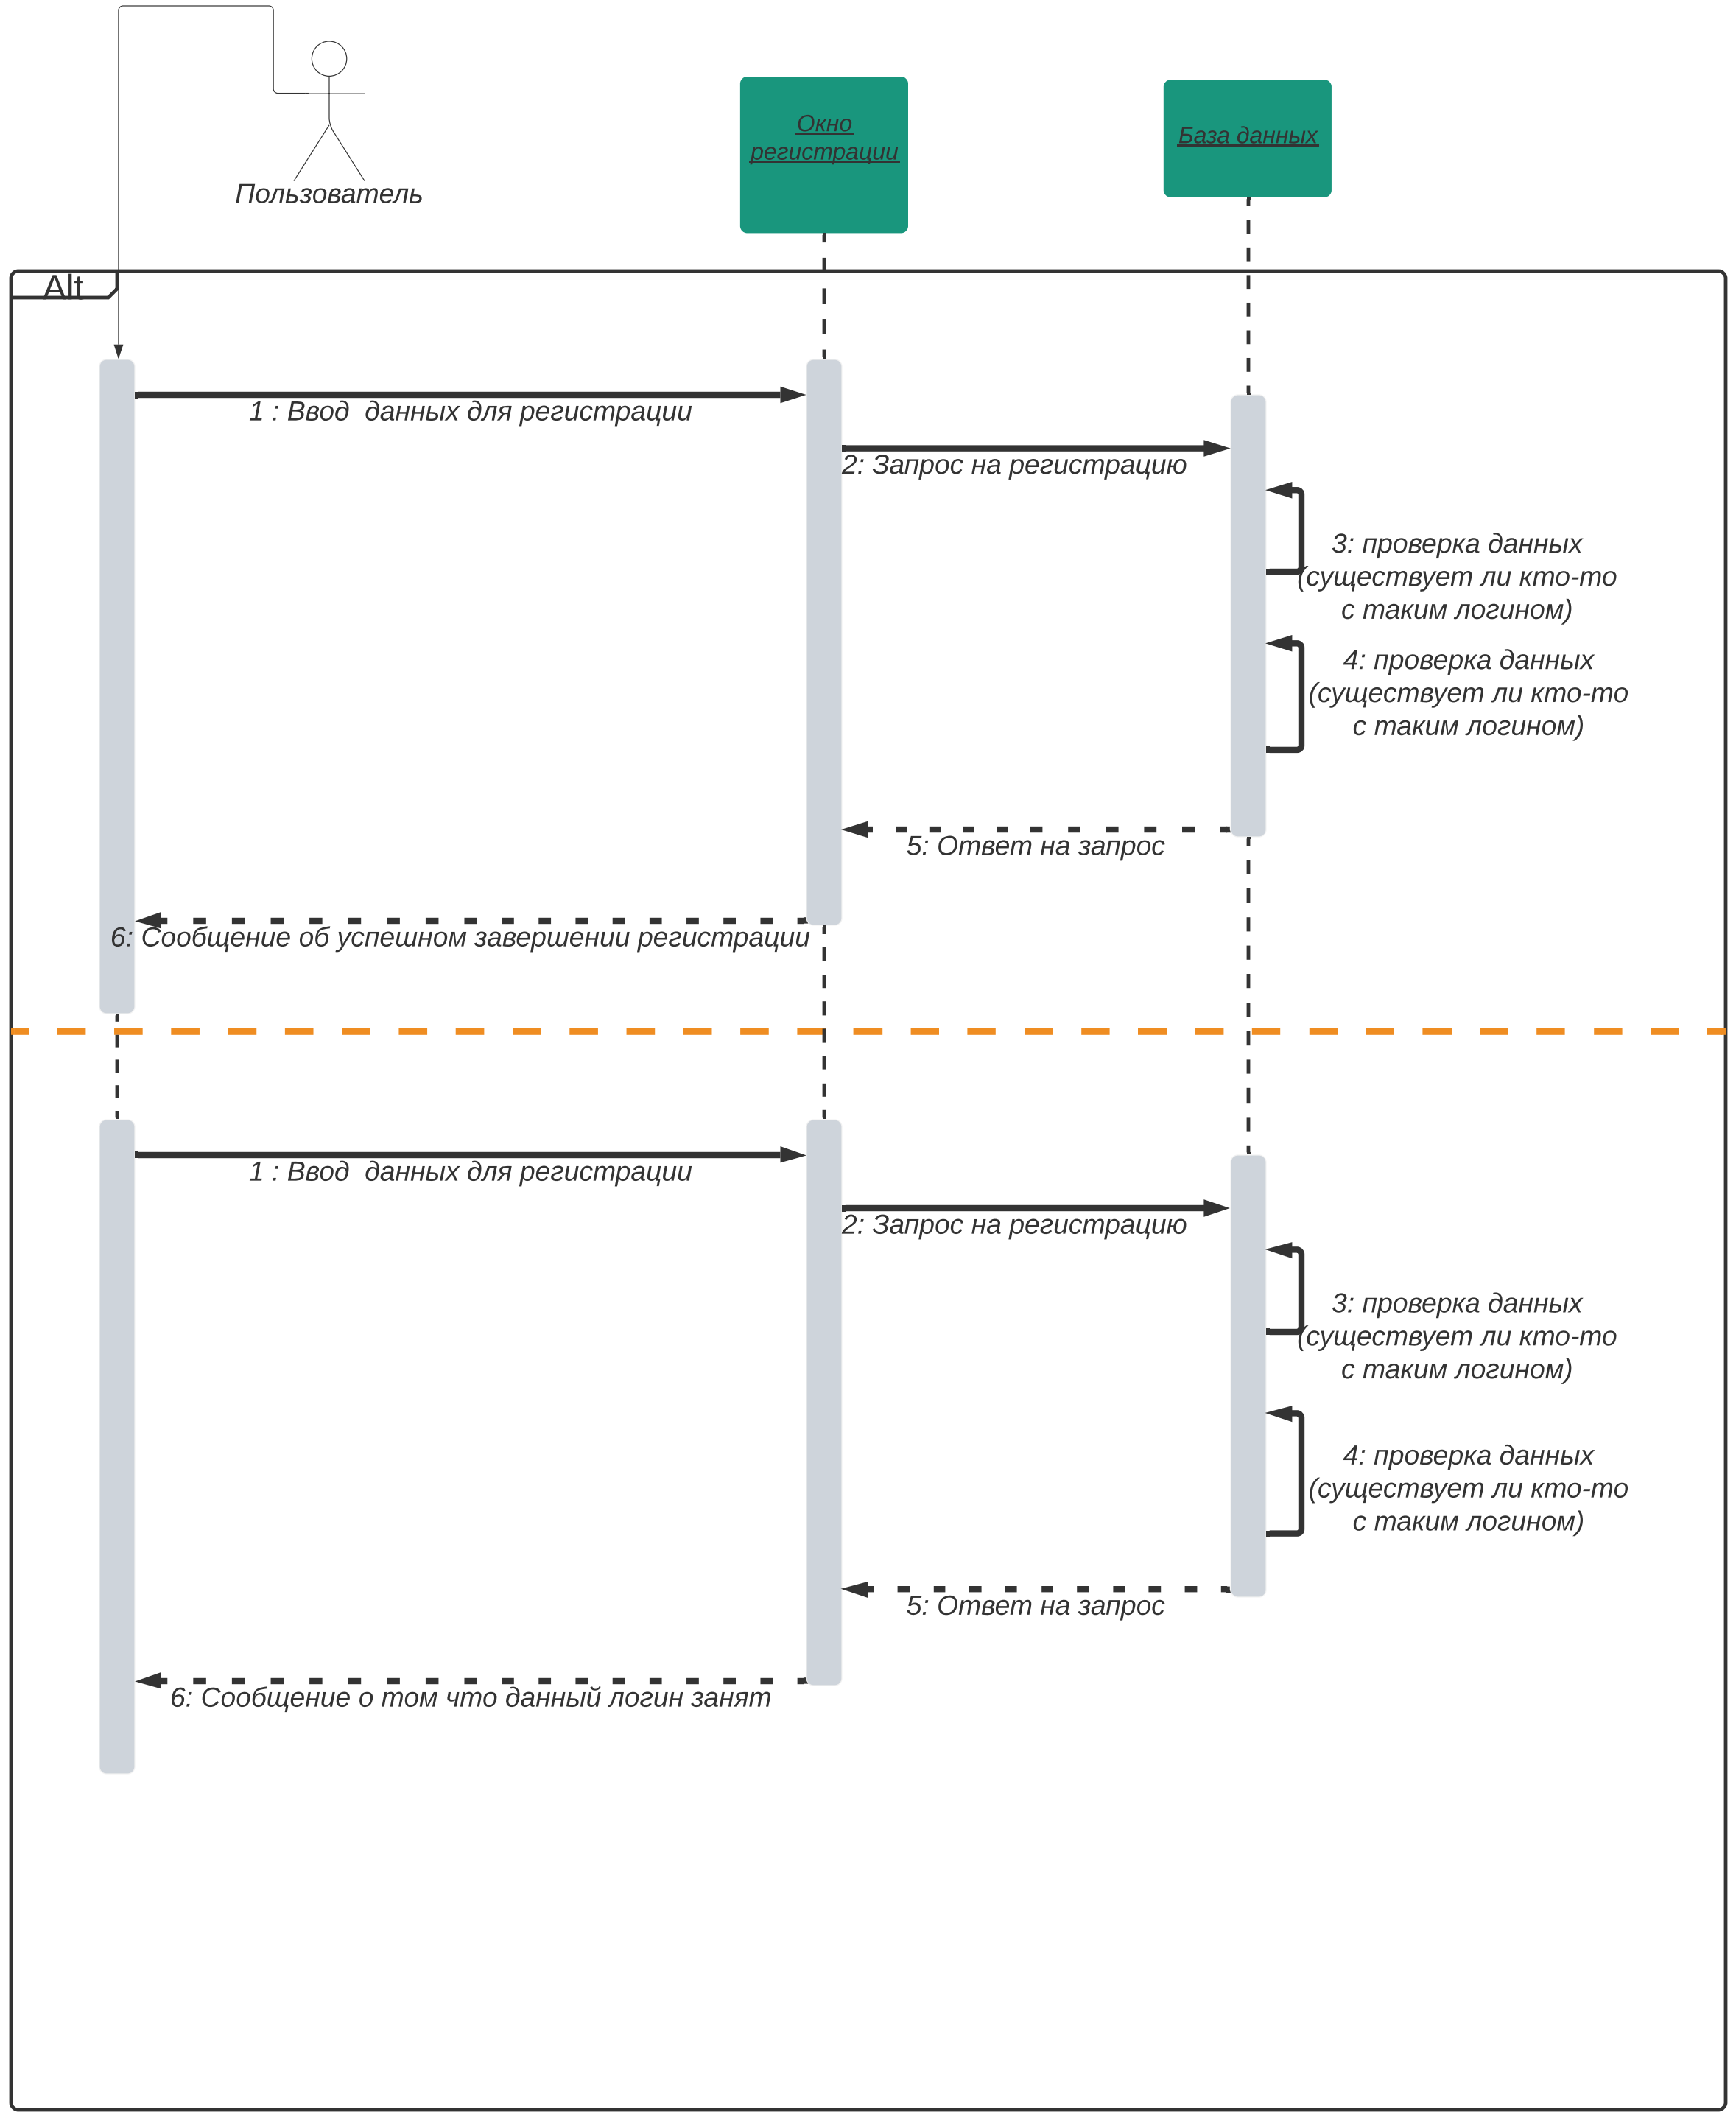 Пользователь
Окно
регистрации
База данных
Alt
1 : Ввод  данных для регистрации
2: Запрос на регистрацию
3: проверка данных
(существует ли кто-то
с таким логином)
4: проверка данных
(существует ли кто-то
с таким логином)
5: Ответ на запрос
6: Сообщение об успешном завершении регистрации
1 : Ввод  данных для регистрации
2: Запрос на регистрацию
3: проверка данных
(существует ли кто-то
с таким логином)
4: проверка данных
(существует ли кто-то
с таким логином)
5: Ответ на запрос
6: Сообщение о том что данный логин занят